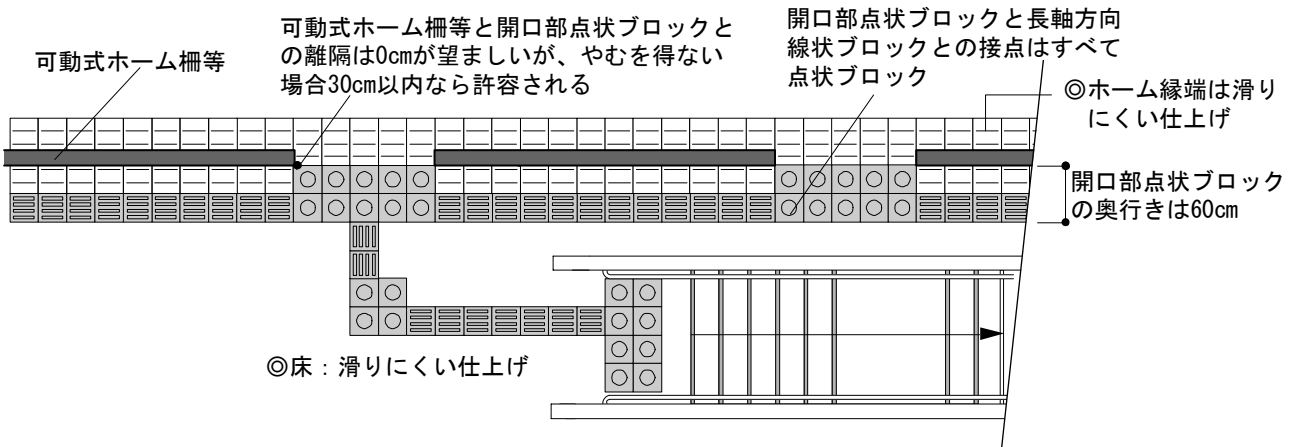 可動式ホーム柵等
可動式ホーム柵等と開口部点状ブロックと
の離隔は0cmが望ましいが、やむを得ない
場合30cm以内なら許容される
開口部点状ブロックと長軸方向
線状ブロックとの接点はすべて
点状ブロック
◎ホーム縁端は滑り
にくい仕上げ
開口部点状ブロック
の奥行きは60cm
◎床：滑りにくい仕上げ